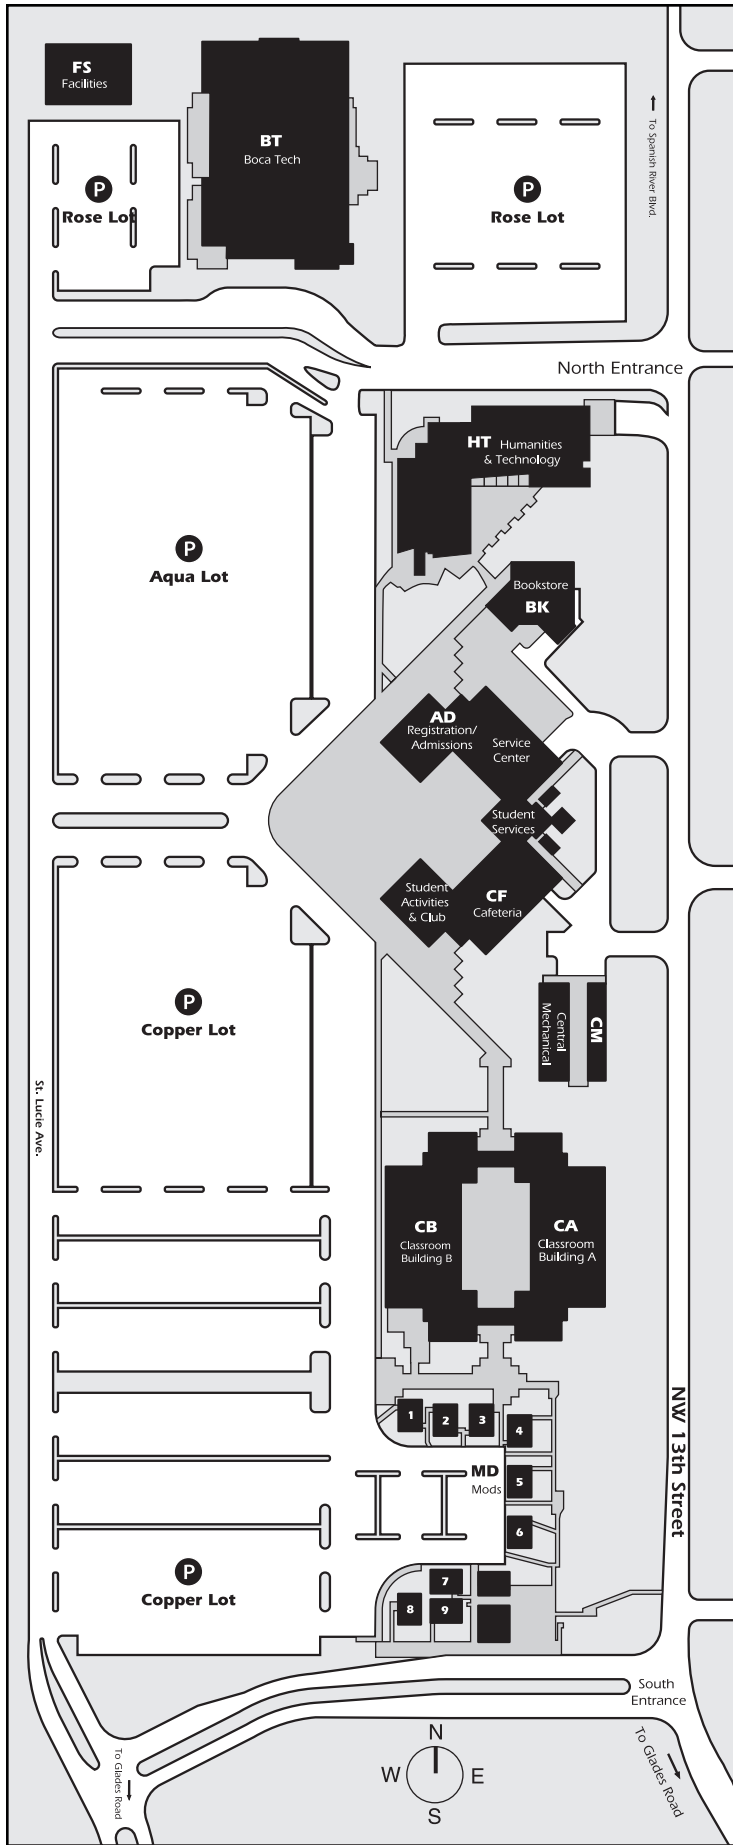 FS
Facilities
BT
Boca Tech
P
Rose Lot
P
Rose Lot
To Spanish River Blvd.
North Entrance
HT Humanities
& Technology
P
Aqua Lot
Bookstore
BK
AD
Registration/
Admissions
Service
Center
Student
Services
Student
Activities
& Club
CF
Cafeteria
P
Copper Lot
CM
Central
Mechanical
St. Lucie Ave.
CB
Classroom
Building B
CA
Classroom
Building A
NW 13th Street
1
2
3
4
MD
Mods
5
6
7
8
9
P
Copper Lot
South
Entrance
To Glades Road
To Glades Road
N
W
E
S